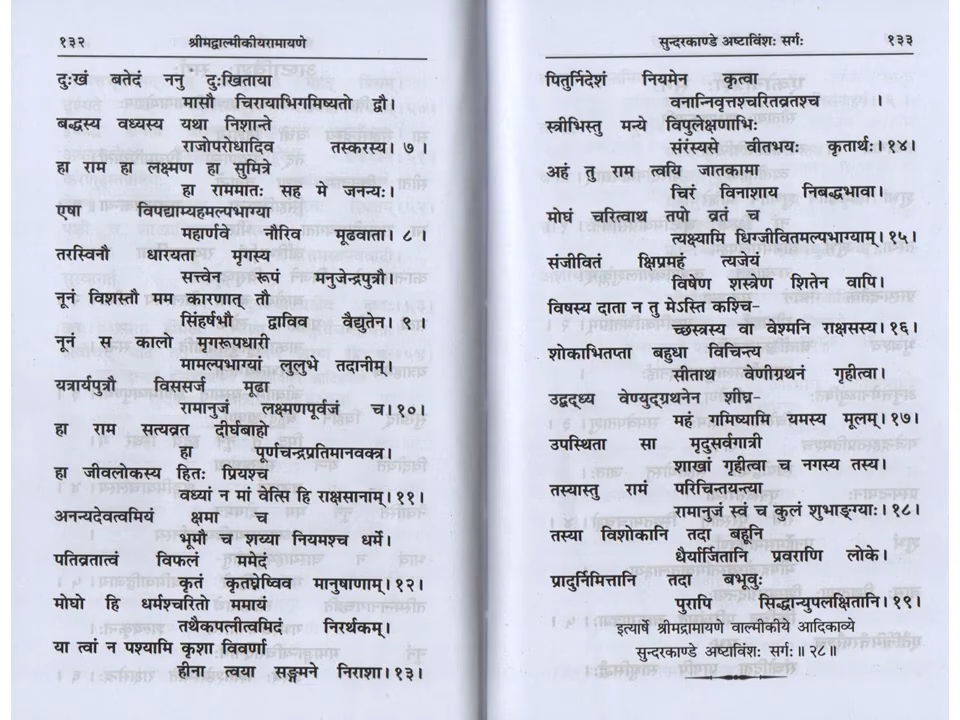 १३२ श्रीमद्वाल्मीकीयरामायणे
दुःखं बतेदं ननु दुःखिताया
मासौ चिरायाभिगमिष्यतो द्वौ।
बद्धस्य वध्यस्य यथा निशान्ते
राजोपरोधादिव तस्करस्य। ७ ।
हा राम हा लक्ष्मण हा सुमित्रे
हा राममातः सह मे जनन्यः।
एषा विपद्याम्यहमल्पभाग्या
महार्णवे नौरिव मूढवाता। ८ ।
तरस्विनौ धारयता मृगस्य
सत्त्वेन रूपं मनुजेन्द्रपुत्रौ।
नूनं विशस्तौ मम कारणात् तौ
सिंहर्षभौ द्वाविव वैद्युतेन। ९ ।
नूनं स कालो मृगरूपधारी
मामल्पभाग्यां लुलुभे तदानीम्।
यत्रार्यपुत्रौ विससर्ज मूढा
रामानुजं लक्ष्मणपूर्वजं च।१०।
हा राम सत्यव्रत दीर्घबाहो
हा पूर्णचन्द्रप्रतिमानवक्त्र।
हा जीवलोकस्य हितः प्रियश्च
वध्यां न मां वेत्सि हि राक्षसानाम्।११।
अनन्यदेवत्वमियं क्षमा च
भूमौ च शय्या नियमश्च धर्मे।
पतिव्रतात्वं विफलं ममेदं
कृतं कृतघ्नेष्विव मानुषाणाम्।१२।
मोघो हि धर्मश्चरितो ममायं
तथैकपत्नीत्वमिदं निरर्थकम्।
या त्वां न पश्यामि कृशा विवर्णा
हीना त्वया सङ्गमने निराशा।१३।
सुन्दरकाण्डे अष्टाविंशः सर्गः १३३
पितुर्निदेशं नियमेन कृत्वा
वनान्निवृत्तश्चरितव्रतश्च ।
स्त्रीभिस्तु मन्ये विपुलेक्षणाभिः
संरंस्यसे वीतभयः कृतार्थः।१४।
अहं तु राम त्वयि जातकामा
चिरं विनाशाय निबद्धभावा।
मोघं चरित्वाथ तपो व्रतं च
त्यक्ष्यामि धिग्जीवितमल्पभाग्याम्।१५।
संजीवितं क्षिप्रमहं त्यजेयं
विषेण शस्त्रेण शितेन वापि।
विषस्य दाता न तु मेऽस्ति कश्चि-
च्छस्त्रस्य वा वेश्मनि राक्षसस्य।१६।
शोकाभितप्ता बहुधा विचिन्त्य
सीताथ वेणीग्रथनं गृहीत्वा।
उद्बद्ध्य वेण्युद्ग्रथनेन शीघ्र-
महं गमिष्यामि यमस्य मूलम्।१७।
उपस्थिता सा मृदुसर्वगात्री
शाखां गृहीत्वा च नगस्य तस्य।
तस्यास्तु रामं परिचिन्तयन्त्या
रामानुजं स्वं च कुलं शुभाङ्ग्याः।१८।
तस्या विशोकानि तदा बहूनि
धैर्यार्जितानि प्रवराणि लोके।
प्रादुर्निमित्तानि तदा बभूवुः
पुरापि सिद्धान्युपलक्षितानि।१९।
इत्यार्षे श्रीमद्रामायणे वाल्मीकीये आदिकाव्ये
सुन्दरकाण्डे अष्टाविंशः सर्गः॥ २८॥